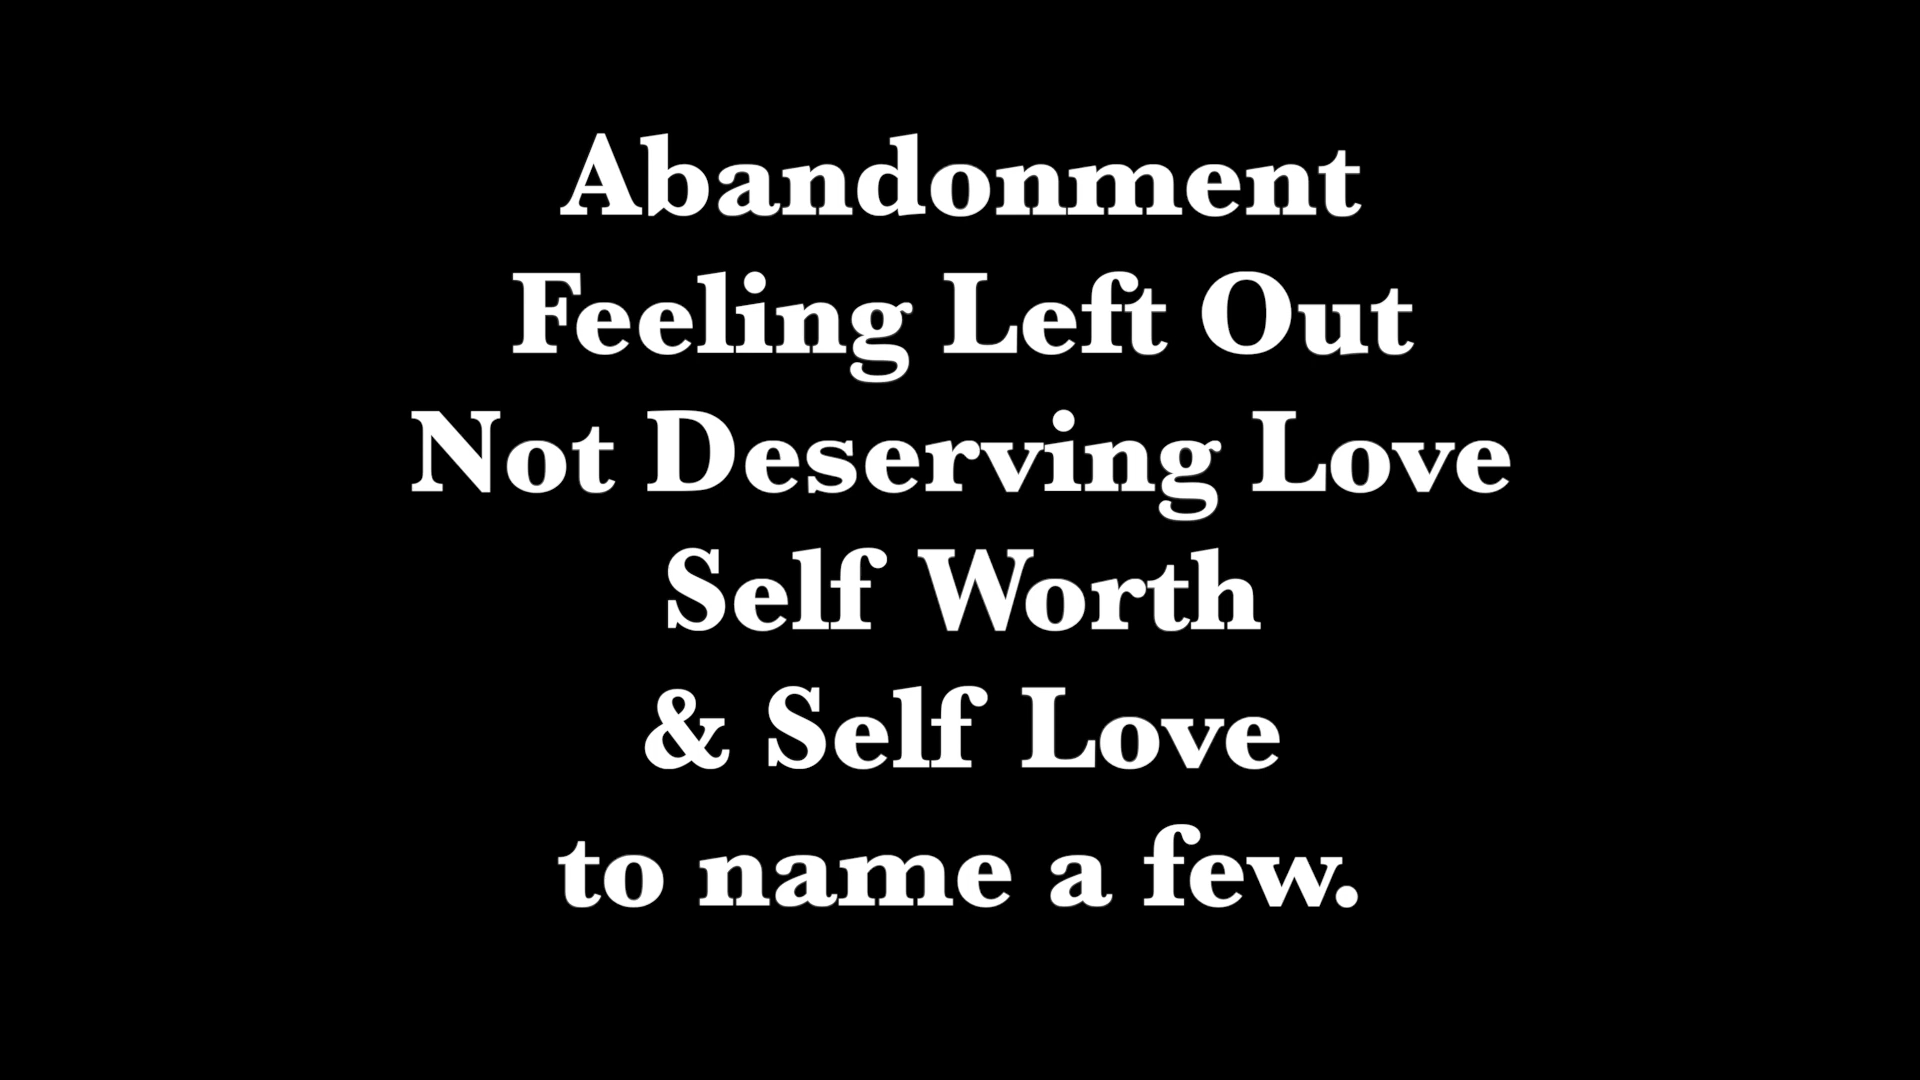 Abandonment
Feeling Left Out
Not Deserving Love
Self Worth
& Self Love
to name a few.